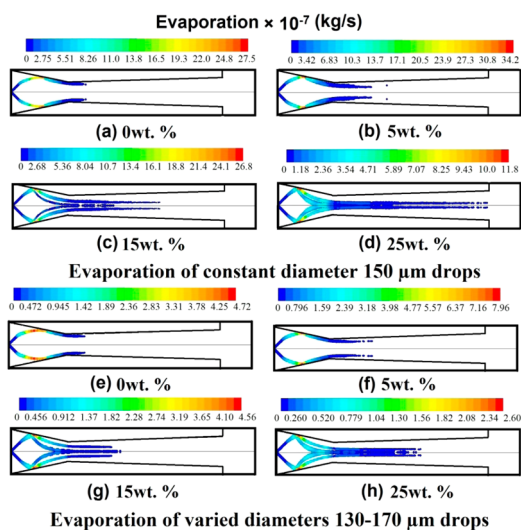 Evaporation × 10⁻⁷ (kg/s)
0 2.75 5.51 8.26 11.0 13.8 16.5 19.3 22.0 24.8 27.5
0 3.42 6.83 10.3 13.7 17.1 20.5 23.9 27.3 30.8 34.2
(a) 0wt. %
(b) 5wt. %
0 2.68 5.36 8.04 10.7 13.4 16.1 18.8 21.4 24.1 26.8
0 1.18 2.36 3.54 4.71 5.89 7.07 8.25 9.43 10.0 11.8
(c) 15wt. %
(d) 25wt. %
Evaporation of constant diameter 150 µm drops
0 0.472 0.945 1.42 1.89 2.36 2.83 3.31 3.78 4.25 4.72
0 0.796 1.59 2.39 3.18 3.98 4.77 5.57 6.37 7.16 7.96
(e) 0wt. %
(f) 5wt. %
0 0.456 0.912 1.37 1.82 2.28 2.74 3.19 3.65 4.10 4.56
0 0.260 0.520 0.779 1.04 1.30 1.56 1.82 2.08 2.34 2.60
(g) 15wt. %
(h) 25wt. %
Evaporation of varied diameters 130-170 µm drops